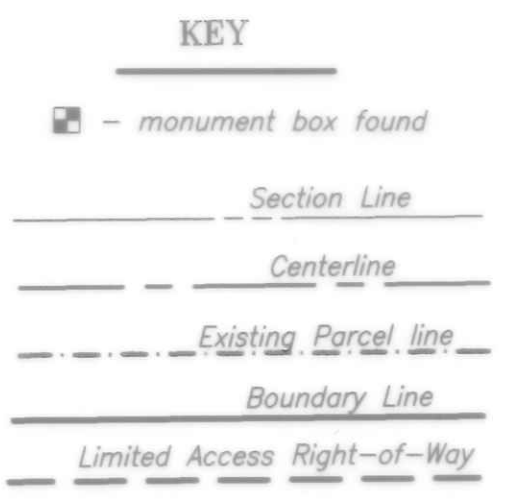 KEY
– monument box found
Section Line
Centerline
Existing Parcel line
Boundary Line
Limited Access Right–of–Way